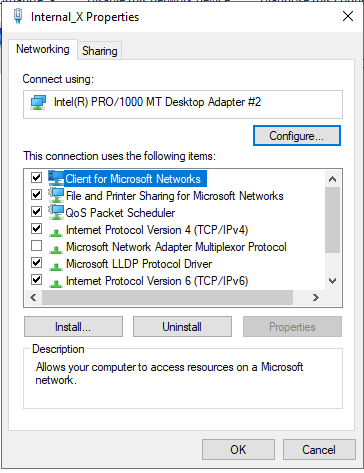 Internal_X Properties
Networking
Sharing
Connect using:
Intel(R) PRO/1000 MT Desktop Adapter #2
Configure...
This connection uses the following items:
Client for Microsoft Networks
File and Printer Sharing for Microsoft Networks
QoS Packet Scheduler
Internet Protocol Version 4 (TCP/IPv4)
Microsoft Network Adapter Multiplexor Protocol
Microsoft LLDP Protocol Driver
Internet Protocol Version 6 (TCP/IPv6)
Install...
Uninstall
Properties
Description
Allows your computer to access resources on a Microsoft
network.
OK
Cancel